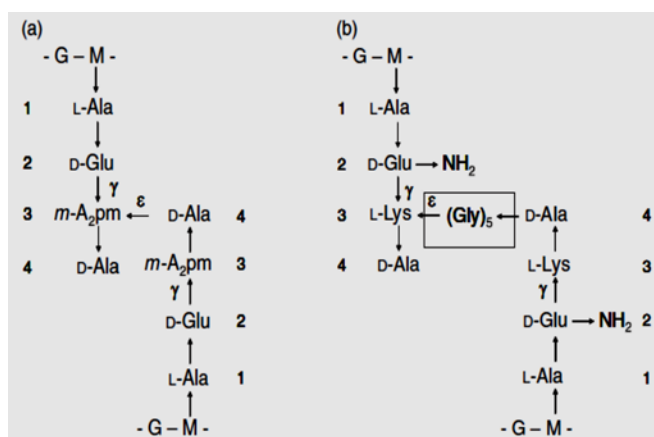 (a)
- G – M -
1 L-Ala
2 D-Glu
γ
3 m-A₂pm ε D-Ala 4
4 D-Ala m-A₂pm 3
γ
D-Glu 2
L-Ala 1
- G – M -
(b)
- G – M -
1 L-Ala
2 D-Glu NH₂
γ
3 L-Lys ε (Gly)₅ D-Ala 4
4 D-Ala L-Lys 3
γ
D-Glu NH₂ 2
L-Ala 1
- G – M -